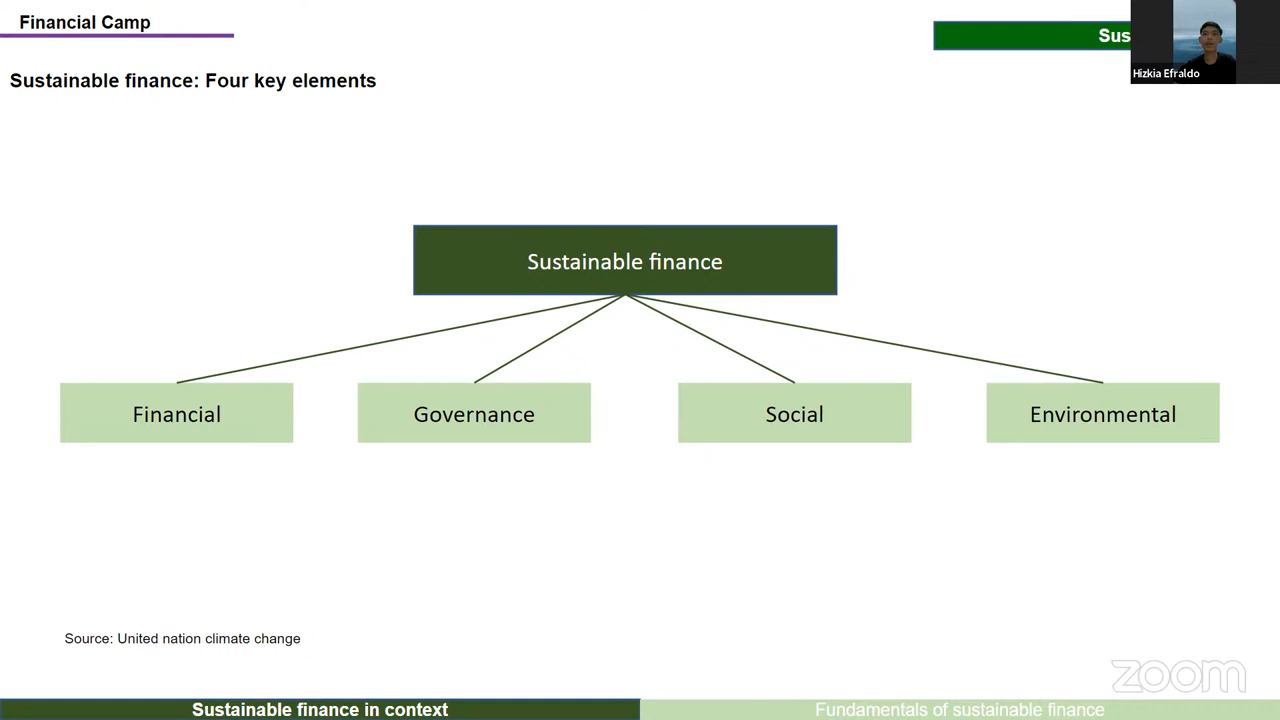 Financial Camp
Sus
Hizkia Efraldo
Sustainable finance: Four key elements
Sustainable finance
Financial
Governance
Social
Environmental
Source: United nation climate change
zoom
Sustainable finance in context
Fundamentals of sustainable finance